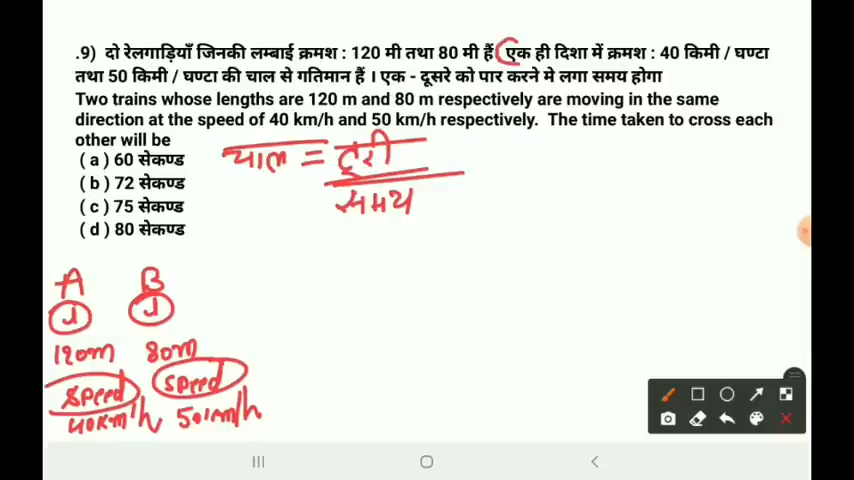 .9) दो रेलगाड़ियाँ जिनकी लम्बाई क्रमश : 120 मी तथा 80 मी हैं एक ही दिशा में क्रमश : 40 किमी / घण्टा
तथा 50 किमी / घण्टा की चाल से गतिमान हैं । एक - दूसरे को पार करने मे लगा समय होगा
Two trains whose lengths are 120 m and 80 m respectively are moving in the same
direction at the speed of 40 km/h and 50 km/h respectively. The time taken to cross each
other will be
( a ) 60 सेकण्ड
( b ) 72 सेकण्ड
( c ) 75 सेकण्ड
( d ) 80 सेकण्ड
चाल = दूरी
समय
A B
120m 80m
speed speed
40km/h 50km/h